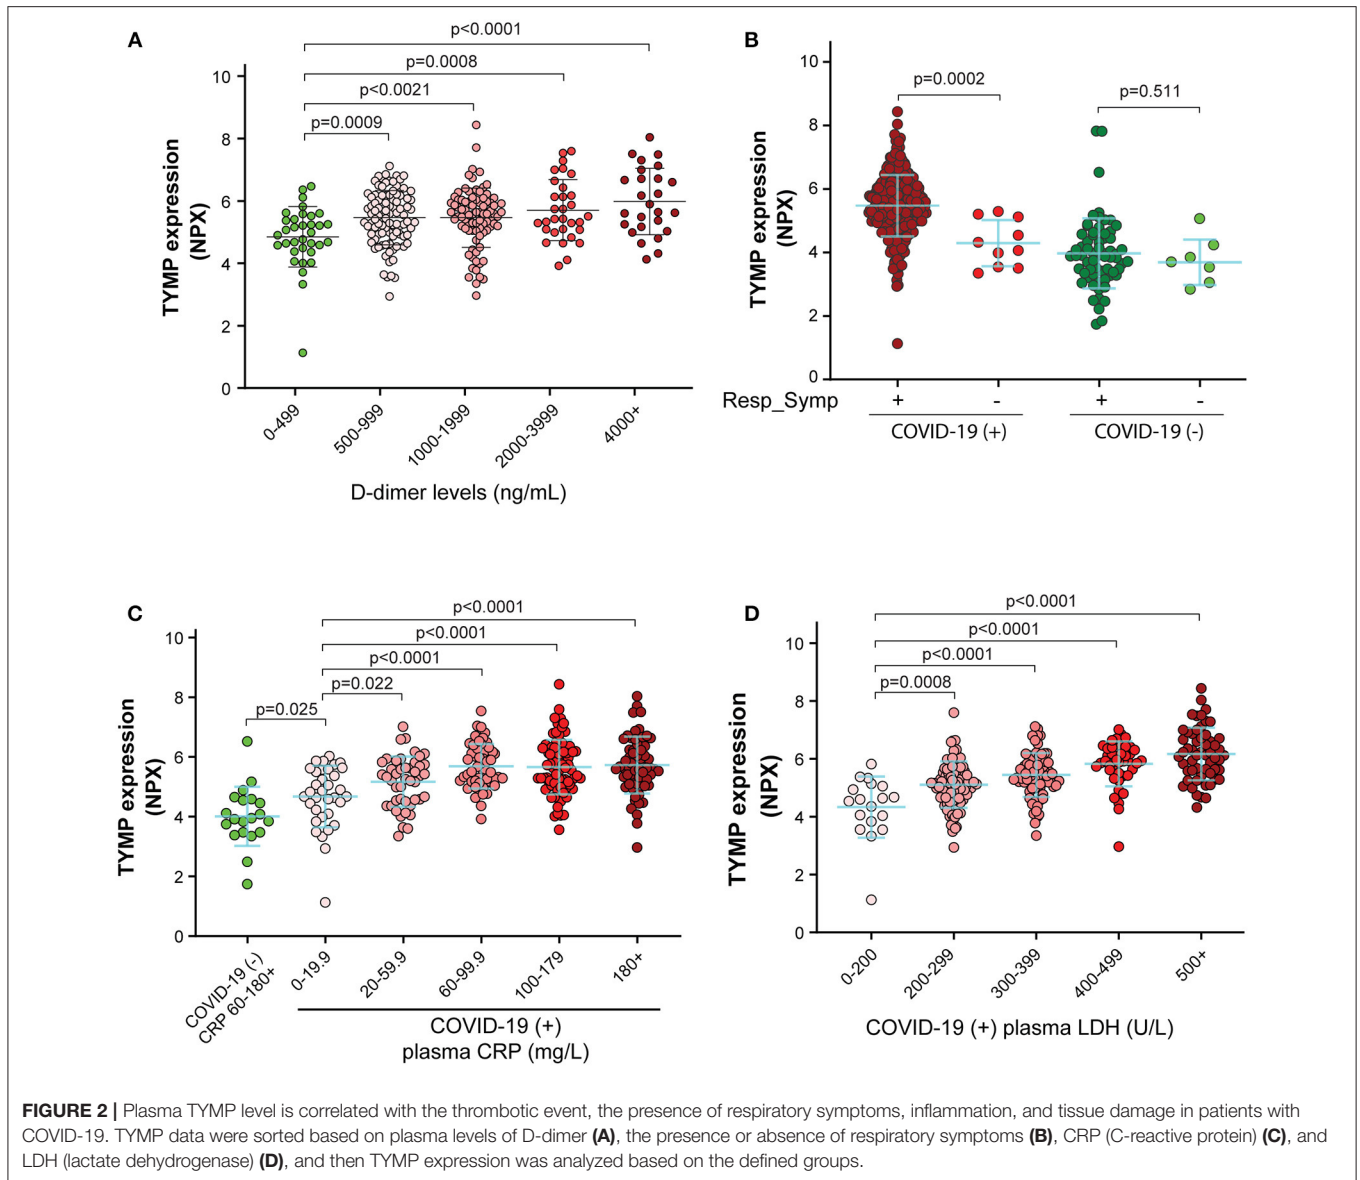 A
p<0.0001
p=0.0008
p<0.0021
p=0.0009
TYMP expression
(NPX)
10
8
6
4
2
0
0-499
500-999
1000-1999
2000-3999
4000+
D-dimer levels (ng/mL)
B
p=0.0002
p=0.511
TYMP expression
(NPX)
10
8
6
4
2
0
Resp_Symp + - + -
COVID-19 (+) COVID-19 (-)
C
p<0.0001
p<0.0001
p<0.0001
p=0.022
p=0.025
TYMP expression
(NPX)
10
8
6
4
2
0
COVID-19 (-)
CRP 60-180+
0-19.9
20-59.9
60-99.9
100-179
180+
COVID-19 (+)
plasma CRP (mg/L)
D
p<0.0001
p<0.0001
p<0.0001
p=0.0008
TYMP expression
(NPX)
10
8
6
4
2
0
0-200
200-299
300-399
400-499
500+
COVID-19 (+) plasma LDH (U/L)
FIGURE 2 | Plasma TYMP level is correlated with the thrombotic event, the presence of respiratory symptoms, inflammation, and tissue damage in patients with
COVID-19. TYMP data were sorted based on plasma levels of D-dimer (A), the presence or absence of respiratory symptoms (B), CRP (C-reactive protein) (C), and
LDH (lactate dehydrogenase) (D), and then TYMP expression was analyzed based on the defined groups.